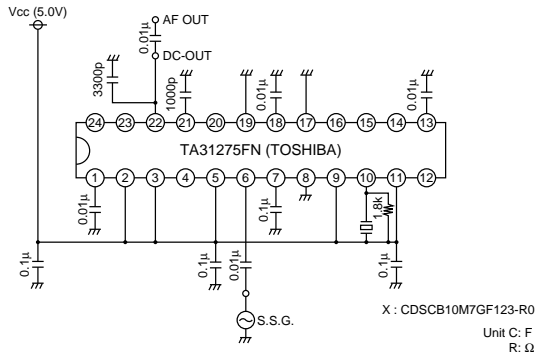 Vcc (5.0V)
AF OUT
0.01μ
DC-OUT
3300p
1000p
0.01μ
0.01μ
24 23 22 21 20 19 18 17 16 15 14 13
TA31275FN (TOSHIBA)
1 2 3 4 5 6 7 8 9 10 11 12
0.01μ
0.1μ
1.8k
0.1μ
0.1μ
0.01μ
0.1μ
S.S.G.
X : CDSCB10M7GF123-R0
Unit C: F
R: Ω